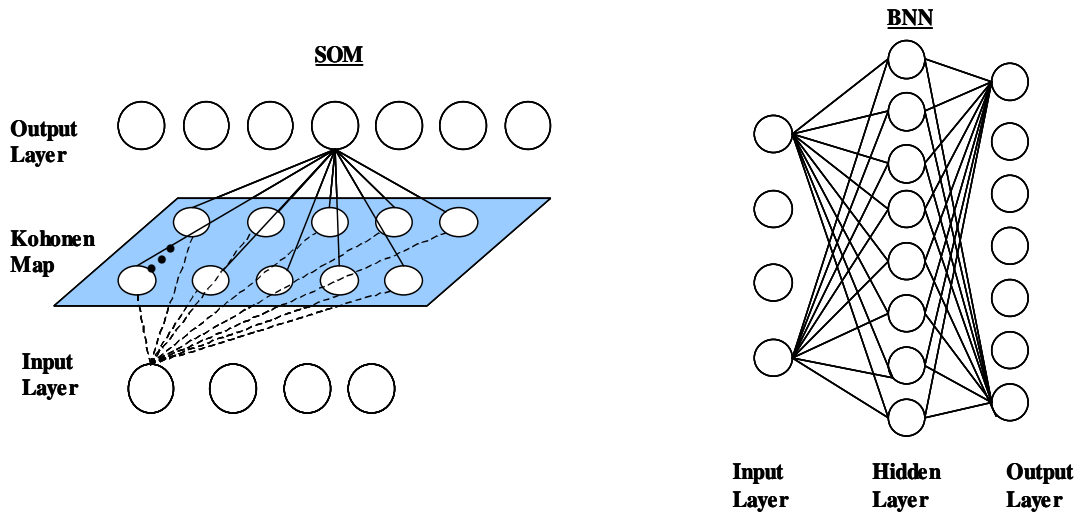 SOM
Output
Layer
Kohonen
Map
Input
Layer
BNN
Input
Layer
Hidden
Layer
Output
Layer